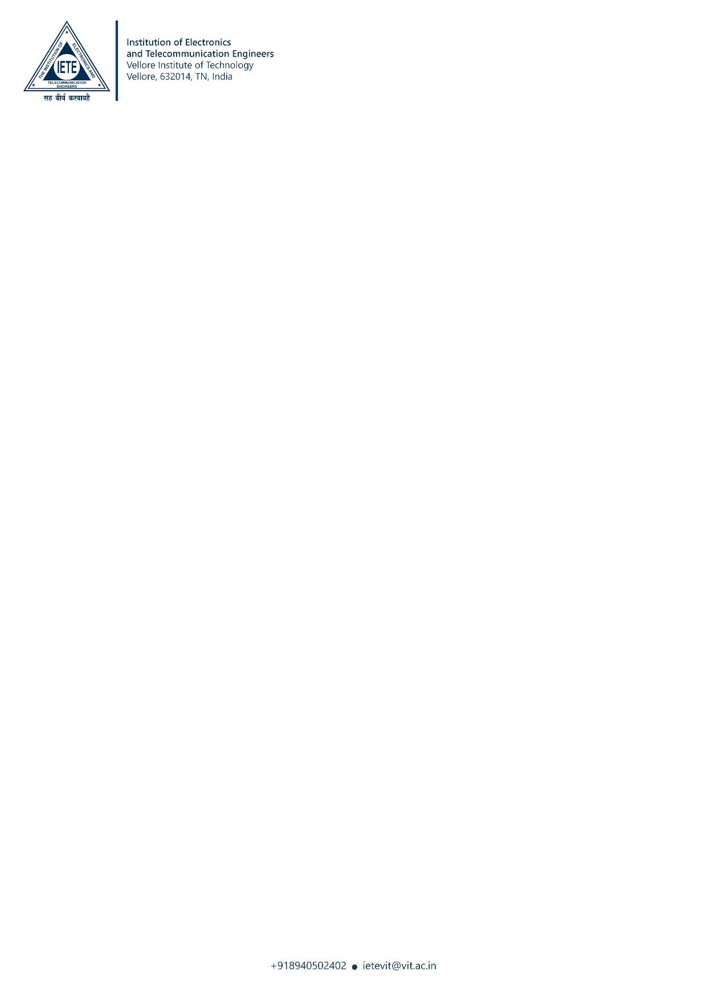 THE INSTITUTION OF
ELECTRONICS AND
IETE
TELECOMMUNICATION
ENGINEERS
सह वीर्यं करवावहै
Institution of Electronics
and Telecommunication Engineers
Vellore Institute of Technology
Vellore, 632014, TN, India
+918940502402 ● ietevit@vit.ac.in